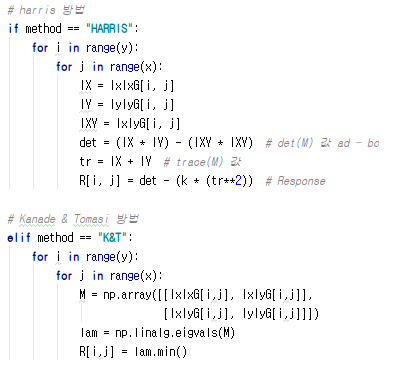 # harris 방법
if method == "HARRIS":
    for i in range(y):
        for j in range(x):
            IX = IxIxG[i, j]
            IY = IyIyG[i, j]
            IXY = IxIyG[i, j]
            det = (IX * IY) - (IXY * IXY)  # det(M) 값 ad - bc
            tr = IX + IY  # trace(M) 값
            R[i, j] = det - (k * (tr**2))  # Response
# Kanade & Tomasi 방법
elif method == "K&T":
    for i in range(y):
        for j in range(x):
            M = np.array([[IxIxG[i,j], IxIyG[i,j]],
                          [IxIyG[i,j], IyIyG[i,j]]])
            lam = np.linalg.eigvals(M)
            R[i,j] = lam.min()